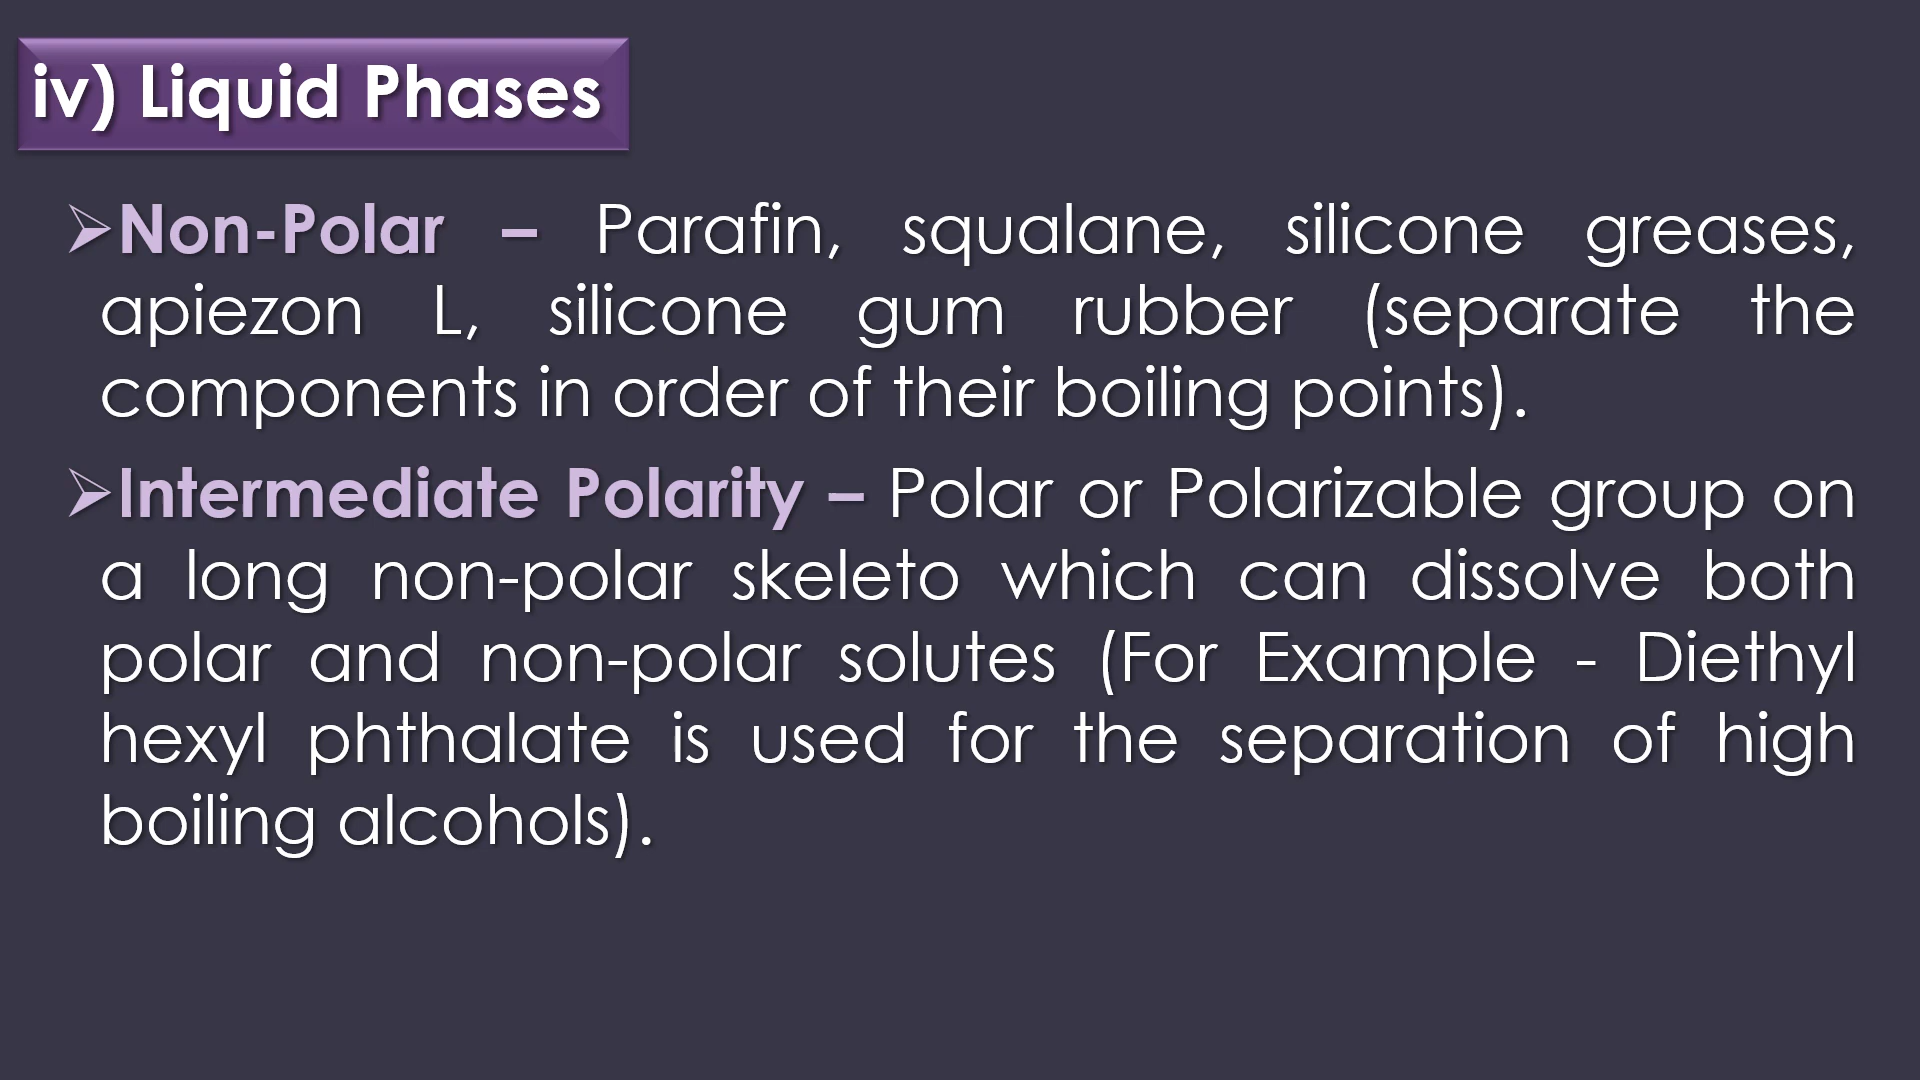 iv) Liquid Phases
➢Non-Polar – Parafin, squalane, silicone greases,
apiezon L, silicone gum rubber (separate the
components in order of their boiling points).
➢Intermediate Polarity – Polar or Polarizable group on
a long non-polar skeleto which can dissolve both
polar and non-polar solutes (For Example - Diethyl
hexyl phthalate is used for the separation of high
boiling alcohols).